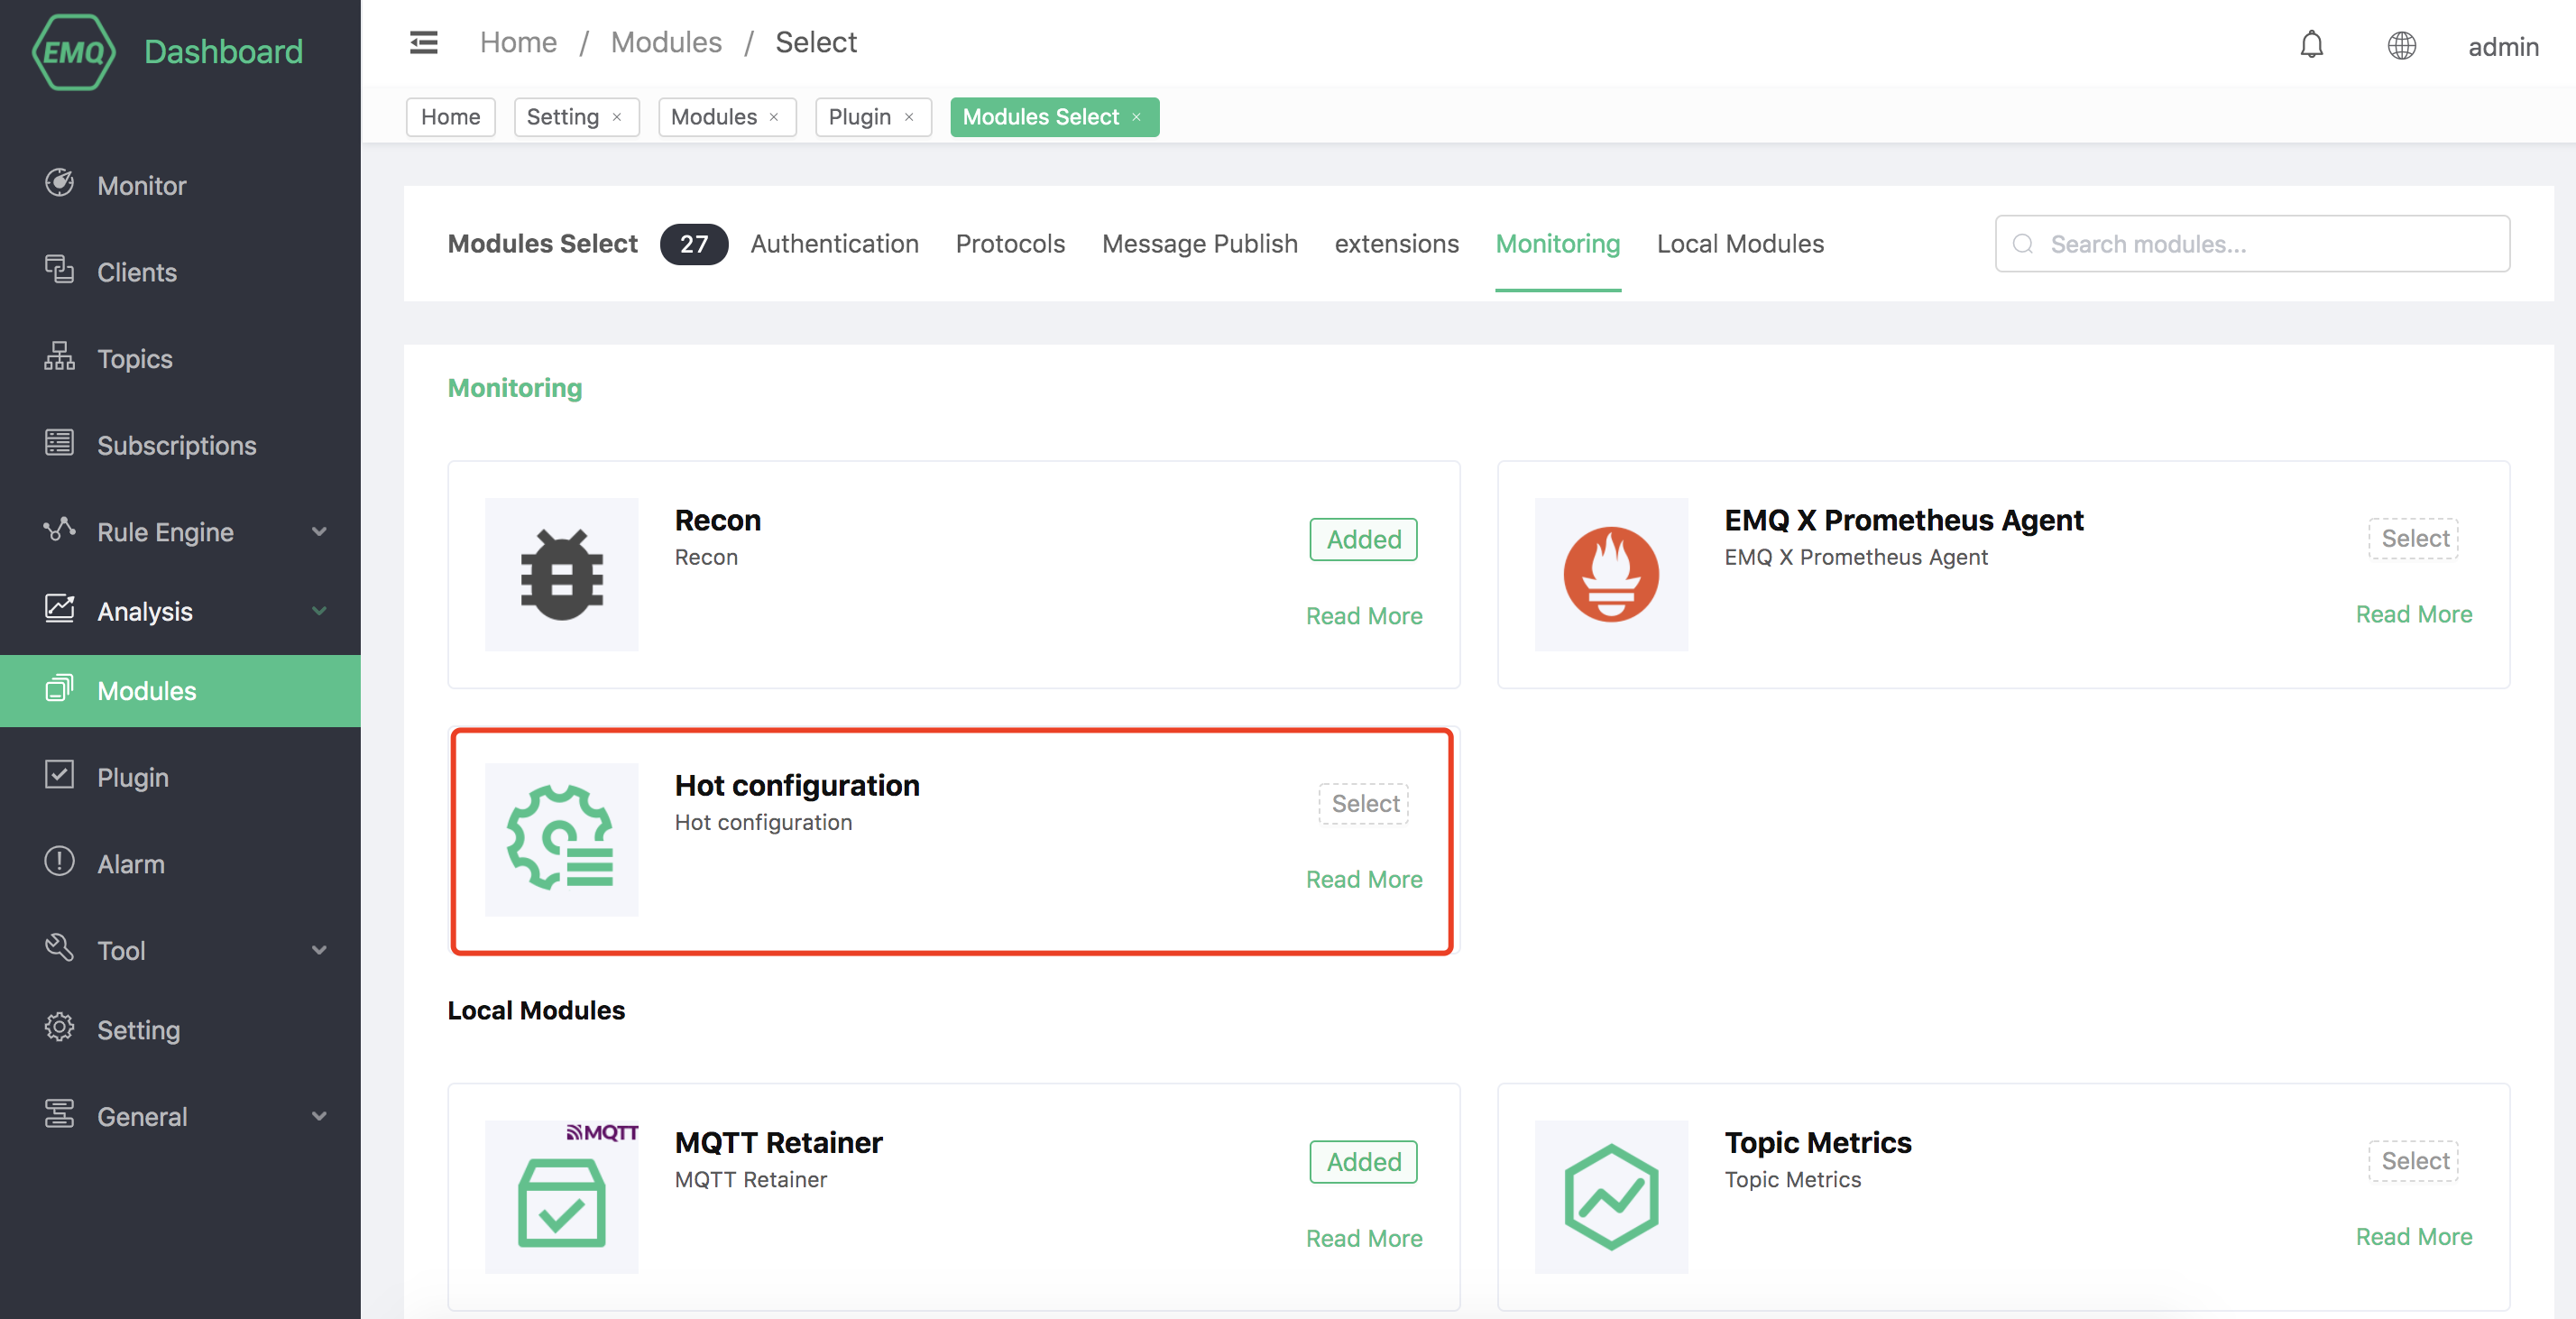 EMQ Dashboard
Home / Modules / Select
admin
Home
Setting ×
Modules ×
Plugin ×
Modules Select ×
Monitor
Clients
Topics
Subscriptions
Rule Engine
Analysis
Modules
Plugin
Alarm
Tool
Setting
General
Modules Select 27 Authentication Protocols Message Publish extensions Monitoring Local Modules
Search modules...
Monitoring
Recon
Recon
Added
Read More
EMQ X Prometheus Agent
EMQ X Prometheus Agent
Select
Read More
Hot configuration
Hot configuration
Select
Read More
Local Modules
MQTT
MQTT Retainer
MQTT Retainer
Added
Read More
Topic Metrics
Topic Metrics
Select
Read More